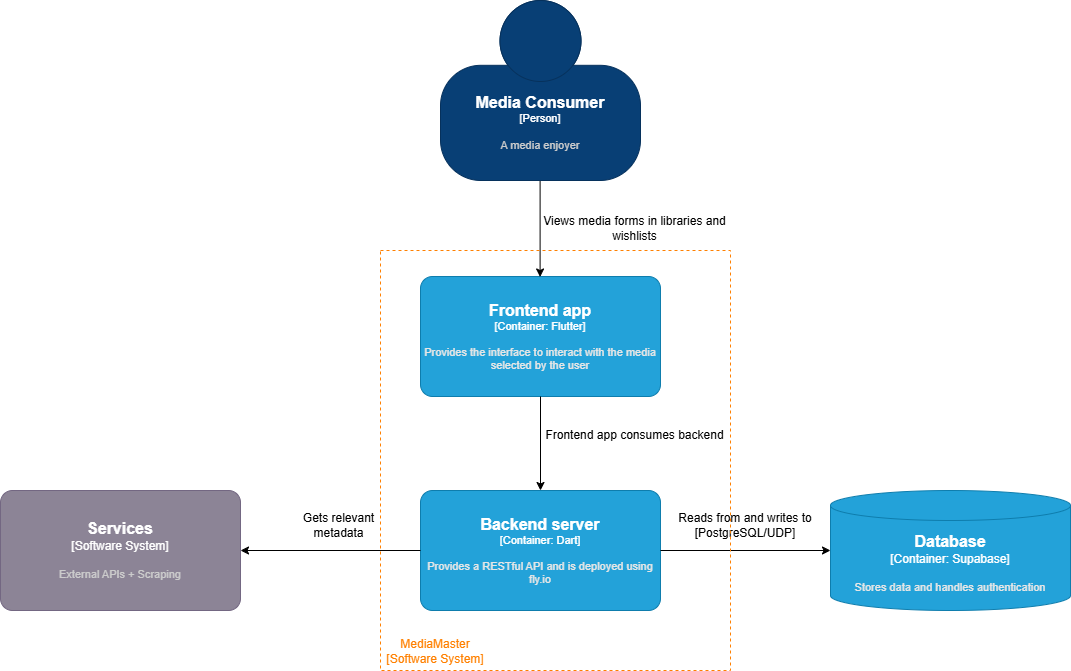 Media Consumer
[Person]
A media enjoyer
Views media forms in libraries and
wishlists
Frontend app
[Container: Flutter]
Provides the interface to interact with the media
selected by the user
Frontend app consumes backend
Services
[Software System]
External APIs + Scraping
Gets relevant
metadata
Backend server
[Container: Dart]
Provides a RESTful API and is deployed using
fly.io
Reads from and writes to
[PostgreSQL/UDP]
Database
[Container: Supabase]
Stores data and handles authentication
MediaMaster
[Software System]